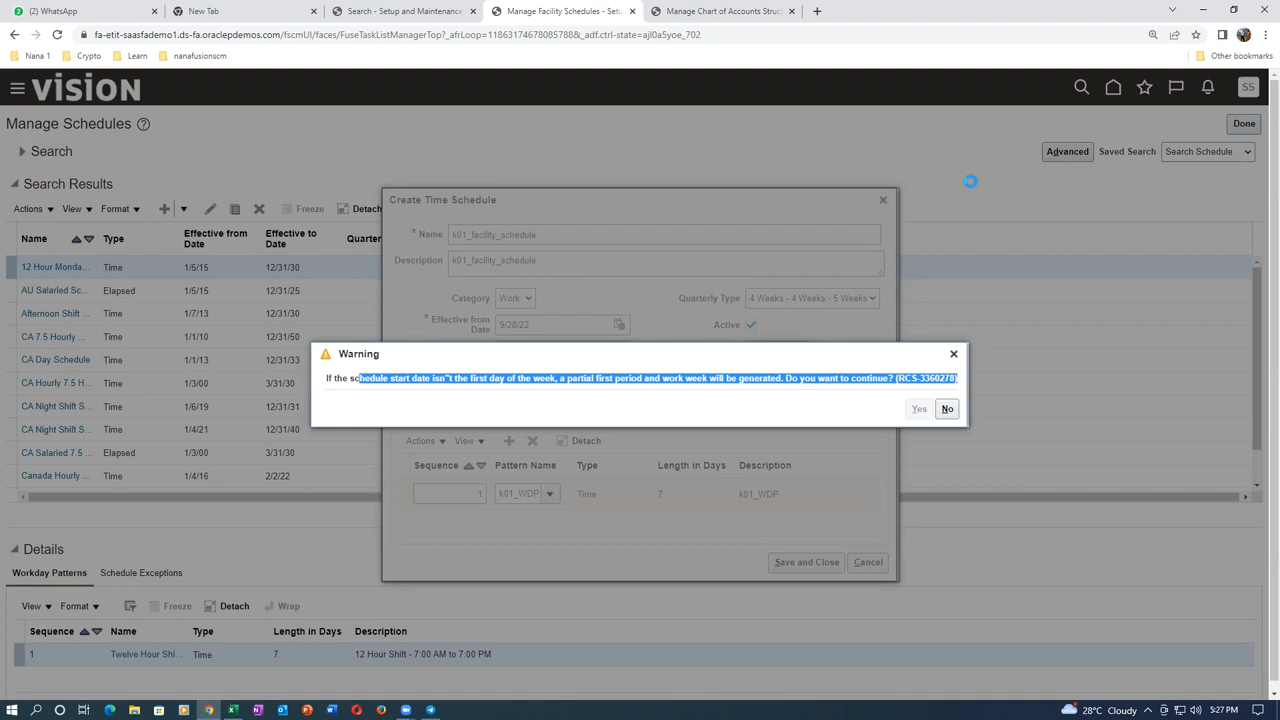 (2) WhatsApp
New Tab
Search - Setup and Maintenance
Manage Facility Schedules - Setu
Manage Chart of Accounts Struct
fa-etit-saasfademo1.ds-fa.oraclepdemos.com/fscmUI/faces/FuseTaskListManagerTop?_afrLoop=11863174678085488&_adf.ctrl-state=ajl0a5yoe_702
Nana 1
Crypto
Learn
nanafusionscm
Other bookmarks
VISION
SS
Manage Schedules
Done
Search
Advanced
Saved Search
Search Schedule
Search Results
Actions View Format Freeze Detach
Name Type Effective from Date Effective to Date Quarter
12 Hour Monda... Time 1/5/15 12/31/30
AU Salaried Sc... Elapsed 1/5/15 12/31/25
Afternoon Shift ... Time 1/7/13 12/31/30
CA 7.5 Hourly ... Time 1/1/10 12/31/30
CA Day Schedule Time 1/1/13 12/31/33
CA Hourly 7.5 H... Time 1/3/00 12/31/30
CA Night Shift S... Time 1/6/19 12/31/30
CA Night Shift S... Time 1/4/21 12/31/40
CA Salaried 7.5 ... Elapsed 1/3/00 3/31/30
Canada Hourly ... Time 1/4/16 2/2/22
Create Time Schedule
* Name k01_facility_schedule
Description k01_facility_schedule
Category Work
Quarterly Type 4 Weeks - 4 Weeks - 5 Weeks
* Effective from Date 9/28/22
Active
Warning
If the schedule start date isn"t the first day of the week, a partial first period and work week will be generated. Do you want to continue? (RCS-3360278)
Yes No
Actions View Detach
Sequence Pattern Name Type Length in Days Description
1 k01_WDP Time 7 k01_WDP
Save and Close Cancel
Details
Workday Patterns Schedule Exceptions
View Format Freeze Detach Wrap
Sequence Name Type Length in Days Description
1 Twelve Hour Shi... Time 7 12 Hour Shift - 7:00 AM to 7:00 PM
28°C Cloudy 5:27 PM